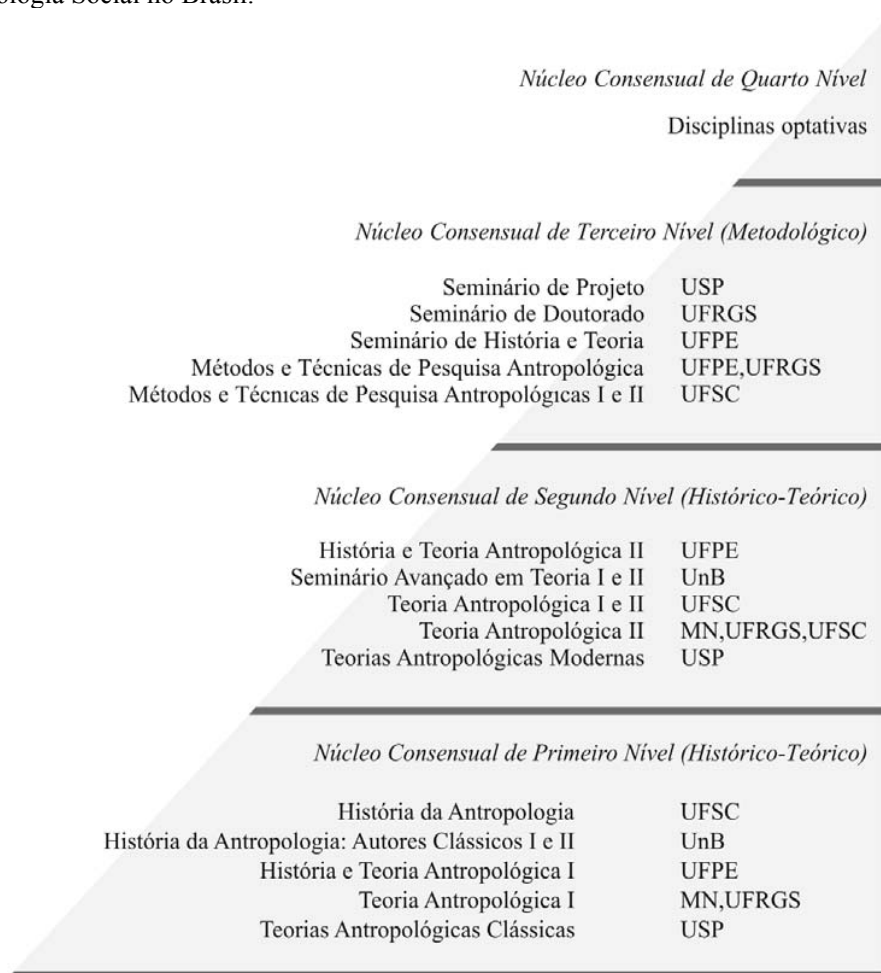 ologia Social no Brasil.
Núcleo Consensual de Quarto Nível
Disciplinas optativas
Núcleo Consensual de Terceiro Nível (Metodológico)
Seminário de Projeto USP
Seminário de Doutorado UFRGS
Seminário de História e Teoria UFPE
Métodos e Técnicas de Pesquisa Antropológica UFPE,UFRGS
Métodos e Técnicas de Pesquisa Antropológicas I e II UFSC
Núcleo Consensual de Segundo Nível (Histórico-Teórico)
História e Teoria Antropológica II UFPE
Seminário Avançado em Teoria I e II UnB
Teoria Antropológica I e II UFSC
Teoria Antropológica II MN,UFRGS,UFSC
Teorias Antropológicas Modernas USP
Núcleo Consensual de Primeiro Nível (Histórico-Teórico)
História da Antropologia UFSC
História da Antropologia: Autores Clássicos I e II UnB
História e Teoria Antropológica I UFPE
Teoria Antropológica I MN,UFRGS
Teorias Antropológicas Clássicas USP